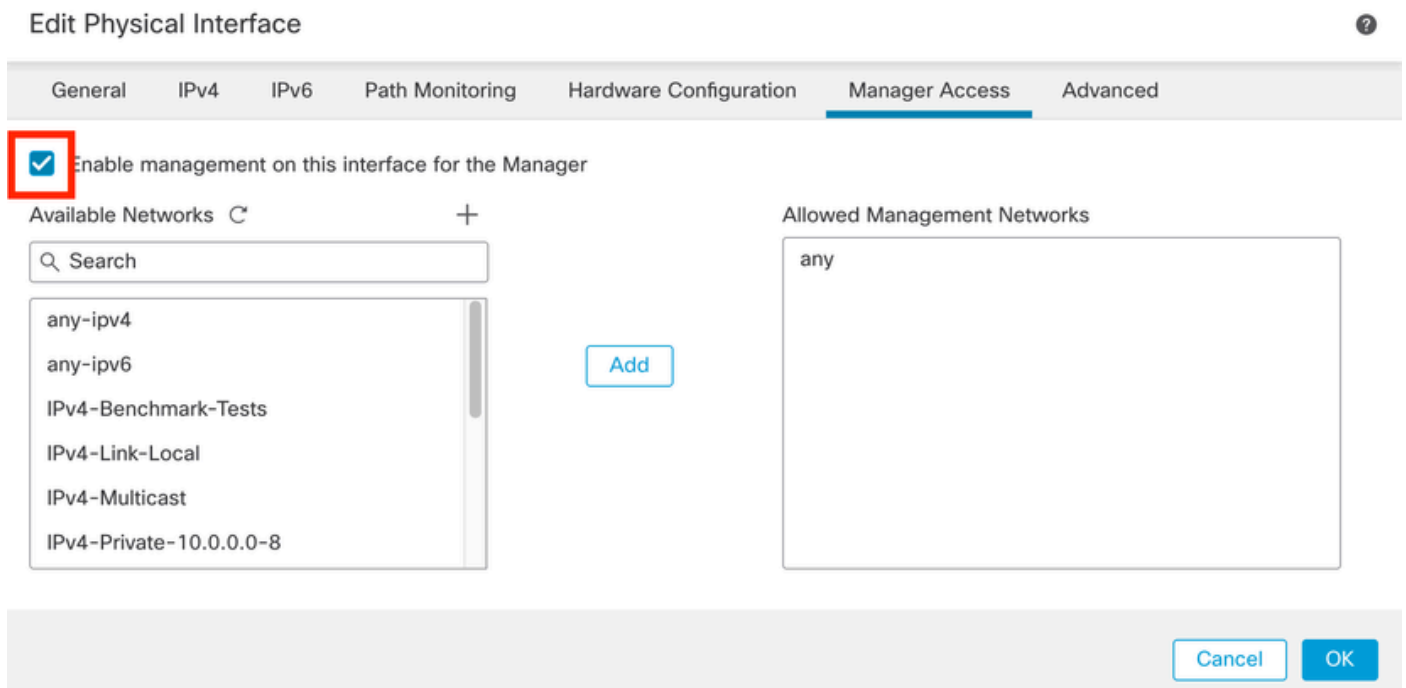 Edit Physical Interface
General IPv4 IPv6 Path Monitoring Hardware Configuration Manager Access Advanced
Enable management on this interface for the Manager
Available Networks
Allowed Management Networks
Search
any
any-ipv4
any-ipv6
Add
IPv4-Benchmark-Tests
IPv4-Link-Local
IPv4-Multicast
IPv4-Private-10.0.0.0-8
Cancel OK